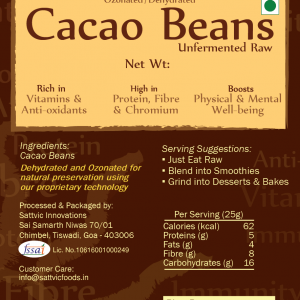 Ozonated / Dehydrated
Cacao Beans
Unfermented Raw
Net Wt:
Rich in
Vitamins &
Anti-oxidants
High in
Protein, Fibre
& Chromium
Boosts
Physical & Mental
Well-being
Ingredients:
Cacao Beans
Dehydrated and Ozonated for
natural preservation using
our proprietary technology
Processed & Packaged by:
Sattvic Innovations
Sai Samarth Niwas 70/01
Chimbel, Tiswadi, Goa - 403006
fssai
Lic. No.10616001000249
Customer Care:
info@sattvicfoods.in
Serving Suggestions:
• Just Eat Raw
• Blend into Smoothies
• Grind into Desserts & Bakes
Per Serving (25g)
Calories (kcal) 62
Proteins (g) 5
Fats (g) 4
Fibre (g) 8
Carbohydrates (g) 16